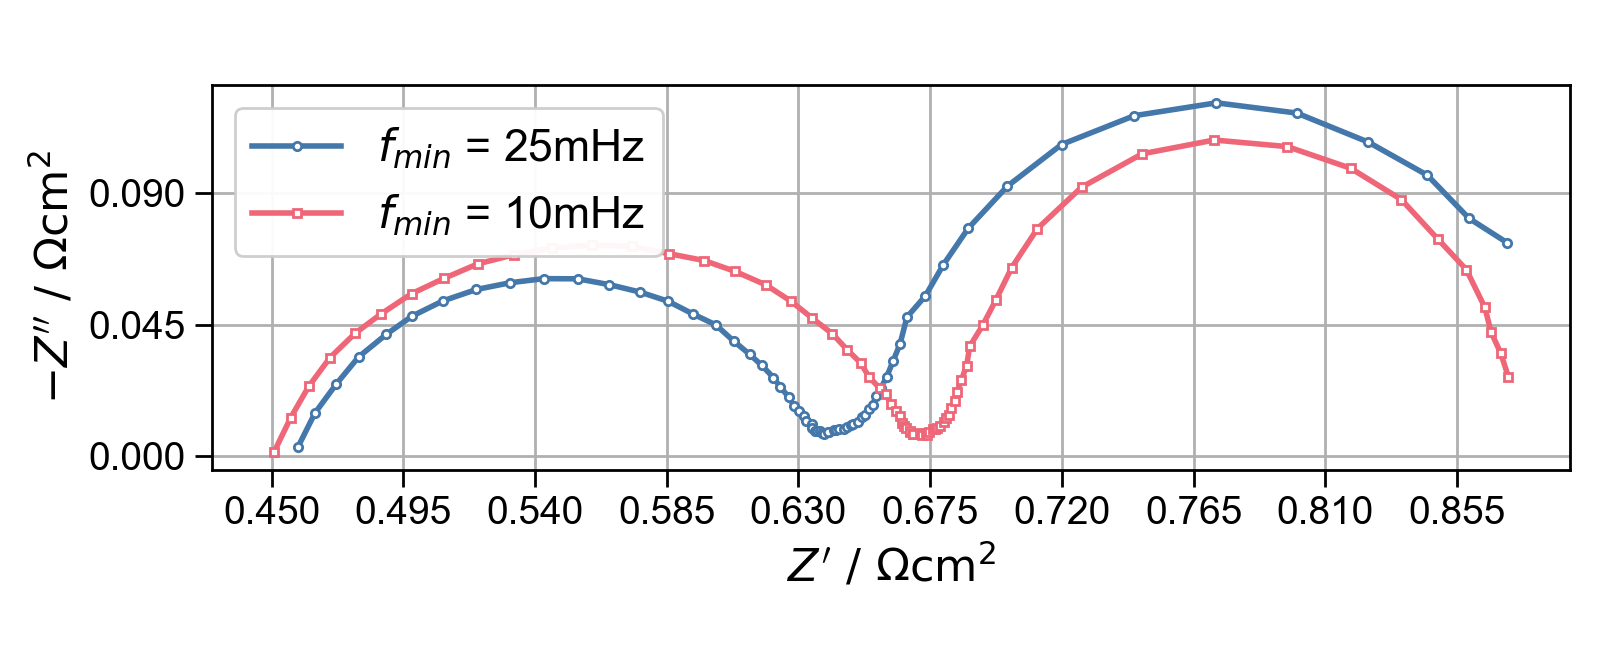 f_min = 25mHz
f_min = 10mHz
−Z′′ / Ωcm²
0.090
0.045
0.000
0.450 0.495 0.540 0.585 0.630 0.675 0.720 0.765 0.810 0.855
Z′ / Ωcm²